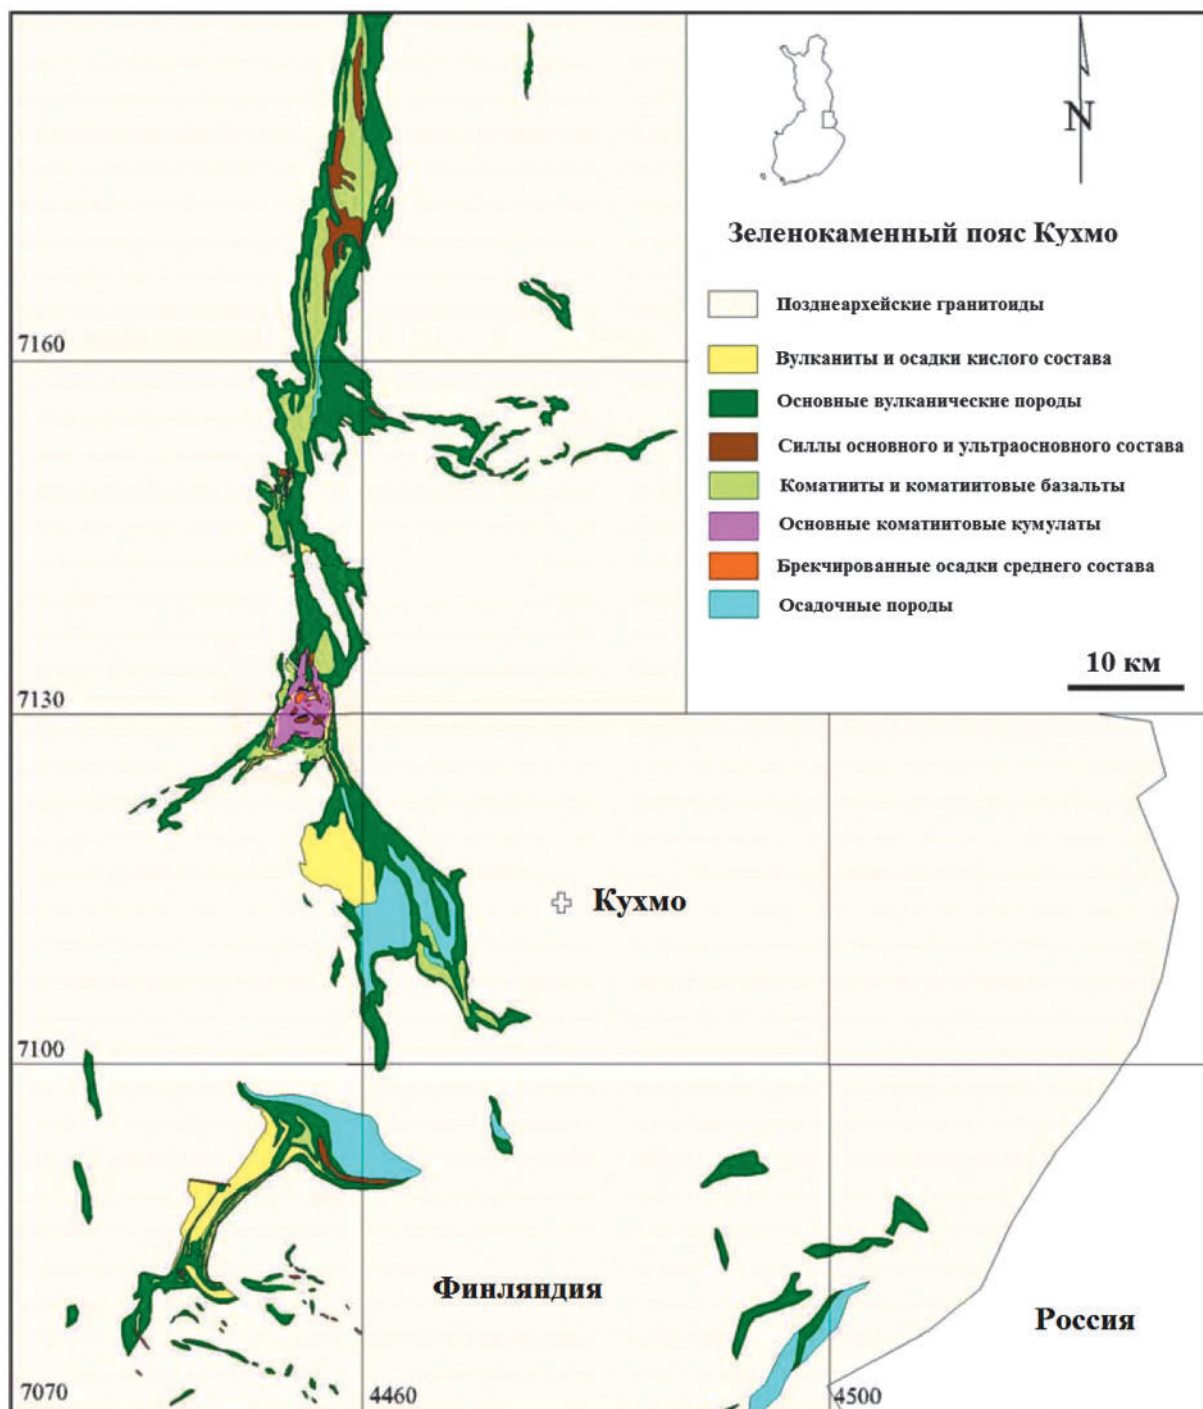 N
Зеленокаменный пояс Кухмо
Позднеархейские гранитоиды
Вулканиты и осадки кислого состава
Основные вулканические породы
Силлы основного и ультраосновного состава
Коматииты и коматиитовые базальты
Основные коматиитовые кумулаты
Брекчированные осадки среднего состава
Осадочные породы
10 км
7160
7130
Кухмо
7100
Финляндия
Россия
7070
4460
4500